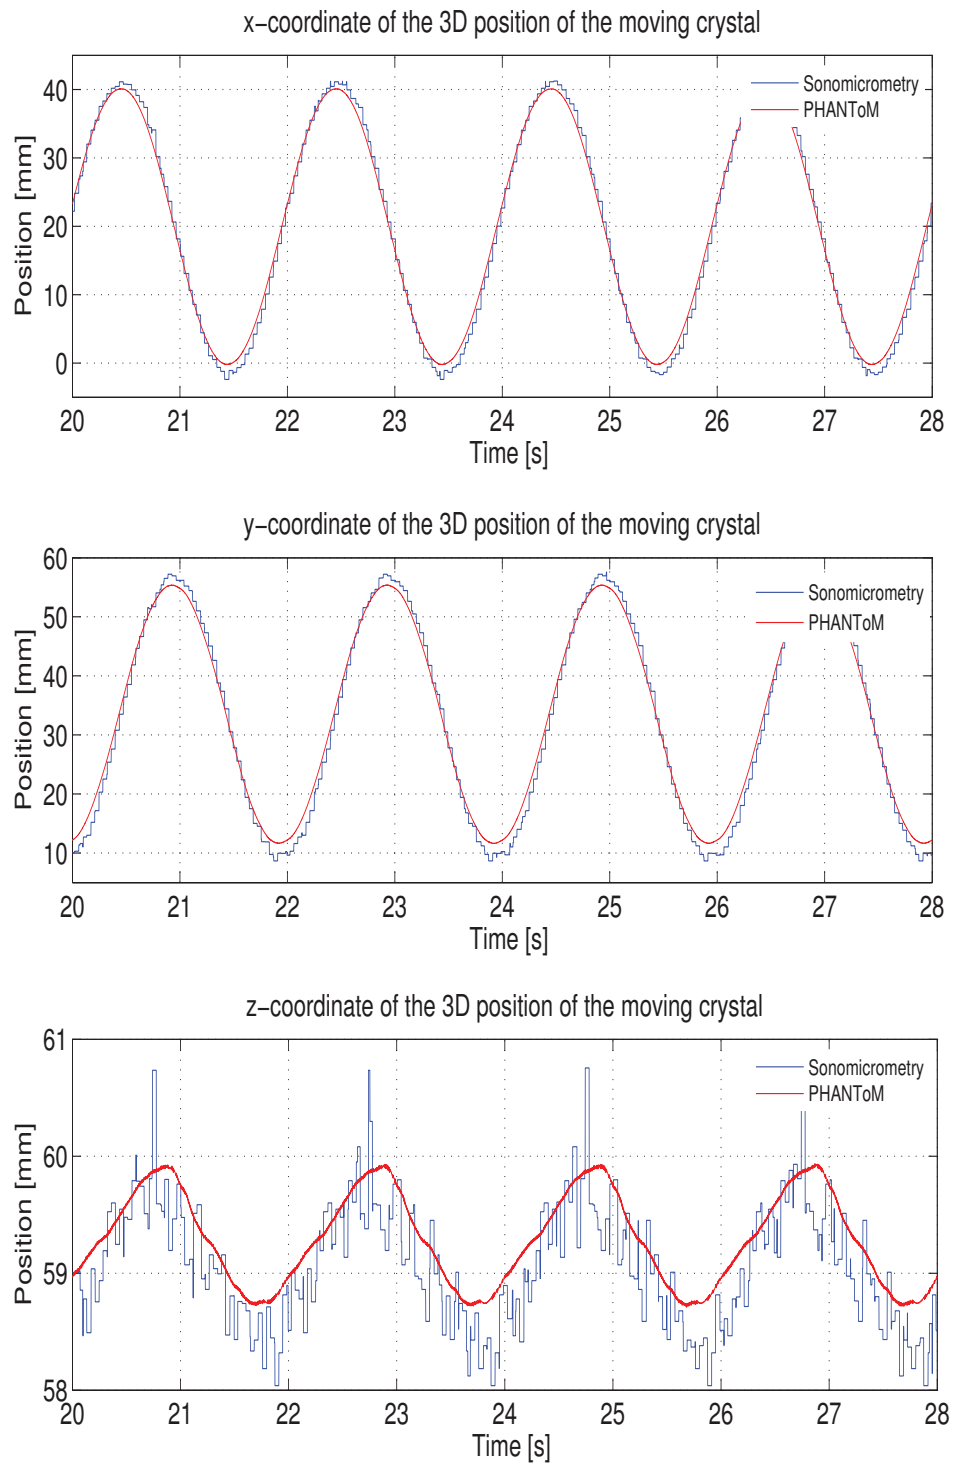 x−coordinate of the 3D position of the moving crystal
Position [mm]
40
30
20
10
0
Sonomicrometry
PHANToM
20 21 22 23 24 25 26 27 28
Time [s]
y−coordinate of the 3D position of the moving crystal
Position [mm]
60
50
40
30
20
10
Sonomicrometry
PHANToM
20 21 22 23 24 25 26 27 28
Time [s]
z−coordinate of the 3D position of the moving crystal
Position [mm]
61
60
59
58
Sonomicrometry
PHANToM
20 21 22 23 24 25 26 27 28
Time [s]